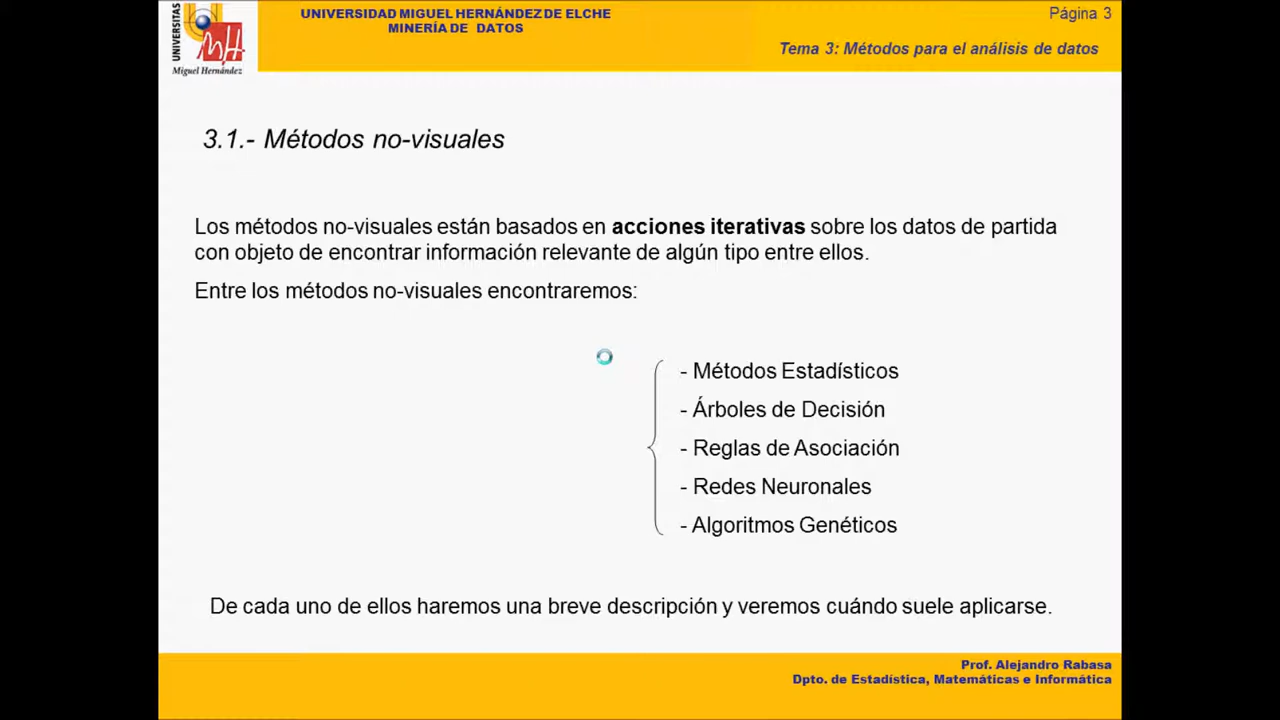 UNIVERSITAS
Miguel Hernández
UNIVERSIDAD MIGUEL HERNÁNDEZ DE ELCHE
MINERÍA DE DATOS
Página 3
Tema 3: Métodos para el análisis de datos
3.1.- Métodos no-visuales
Los métodos no-visuales están basados en acciones iterativas sobre los datos de partida
con objeto de encontrar información relevante de algún tipo entre ellos.
Entre los métodos no-visuales encontraremos:
- Métodos Estadísticos
- Árboles de Decisión
- Reglas de Asociación
- Redes Neuronales
- Algoritmos Genéticos
De cada uno de ellos haremos una breve descripción y veremos cuándo suele aplicarse.
Prof. Alejandro Rabasa
Dpto. de Estadística, Matemáticas e Informática